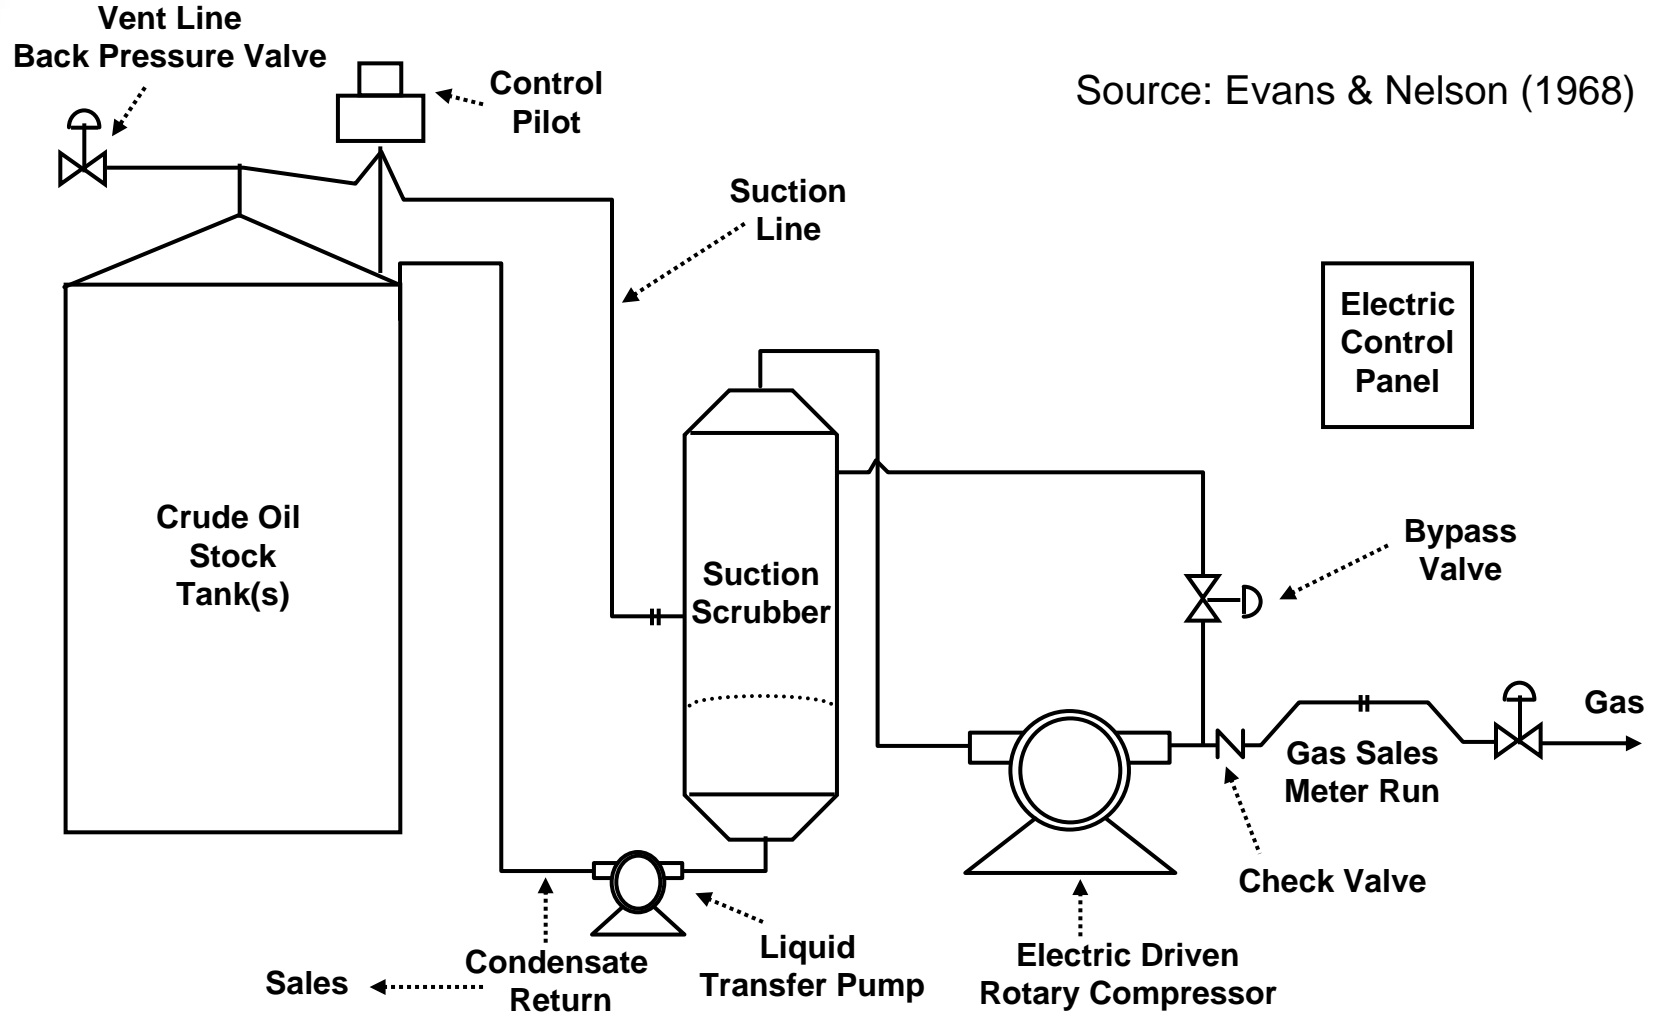 Vent Line
Back Pressure Valve
Control
Pilot
Source: Evans & Nelson (1968)
Suction
Line
Electric
Control
Panel
Crude Oil
Stock
Tank(s)
Suction
Scrubber
Bypass
Valve
Gas
Gas Sales
Meter Run
Check Valve
Liquid
Transfer Pump
Electric Driven
Rotary Compressor
Condensate
Return
Sales